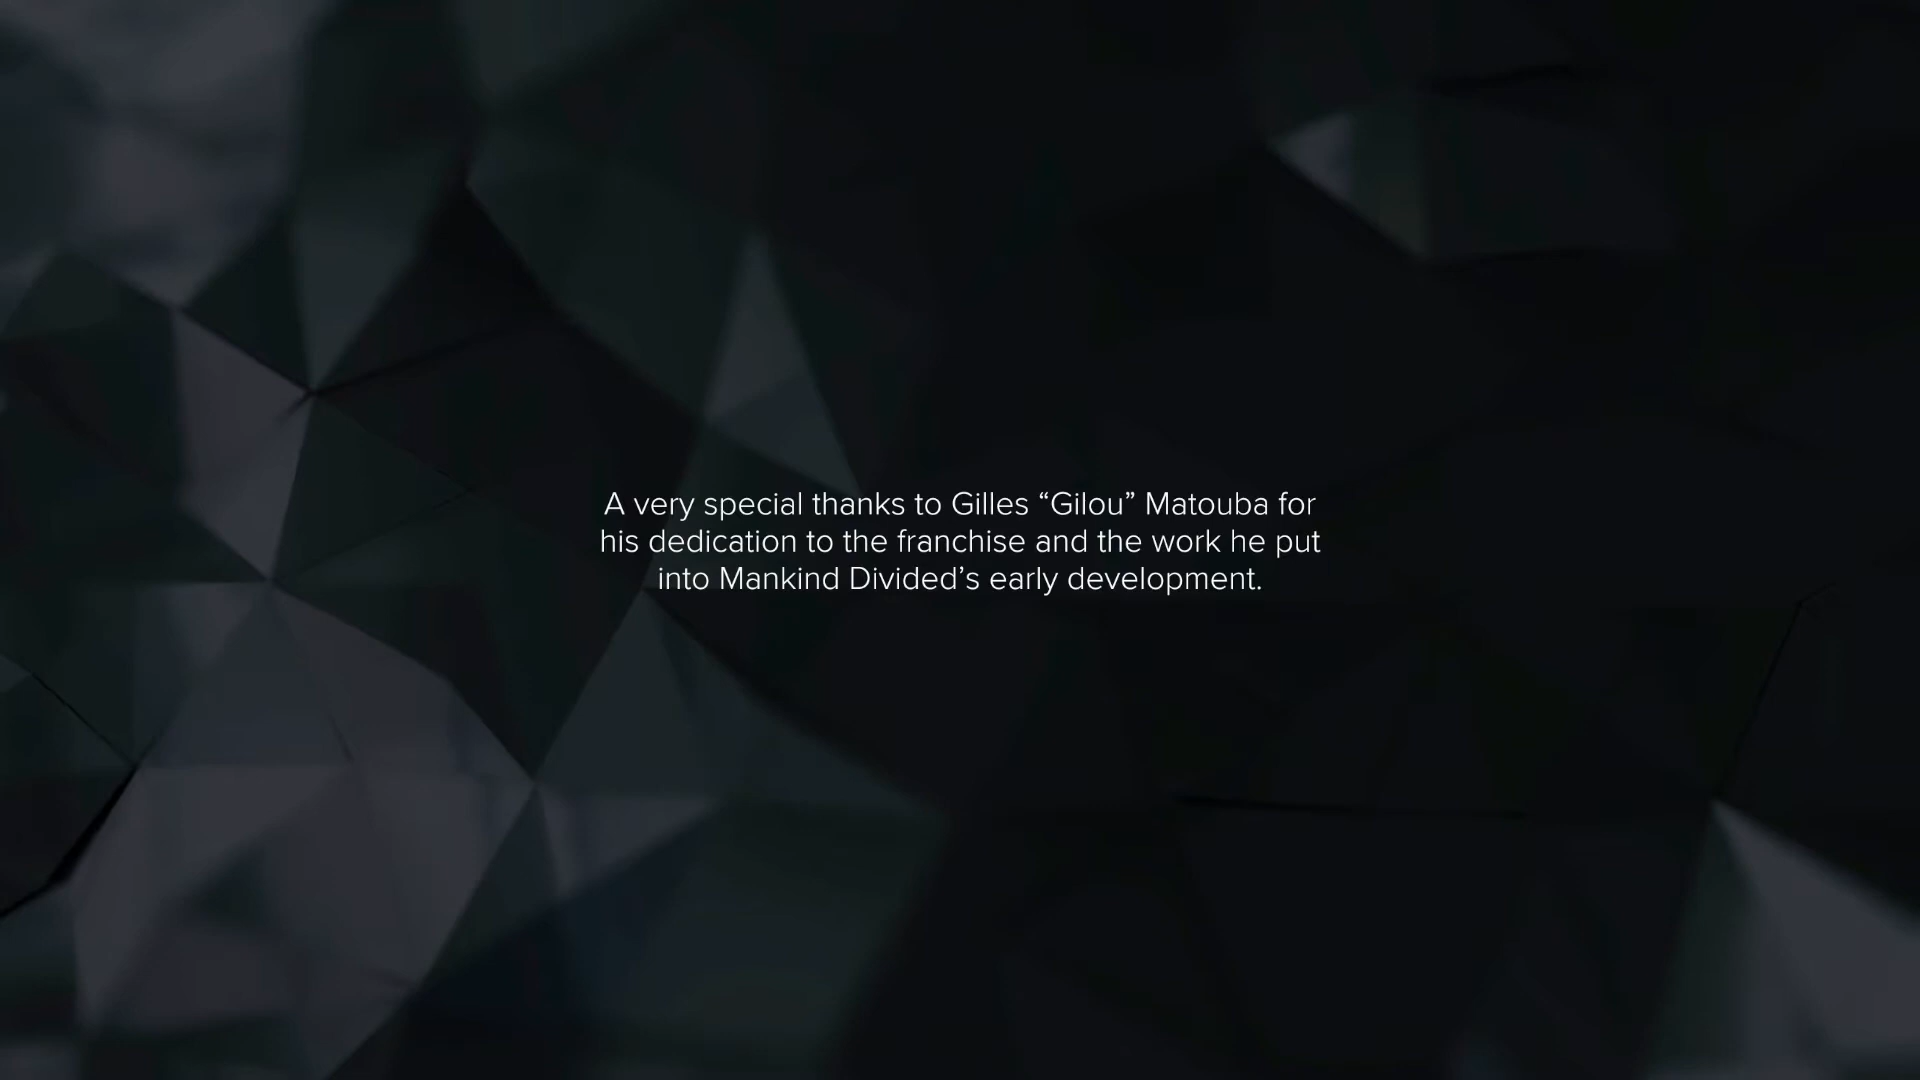 A very special thanks to Gilles “Gilou” Matouba for
his dedication to the franchise and the work he put
into Mankind Divided’s early development.